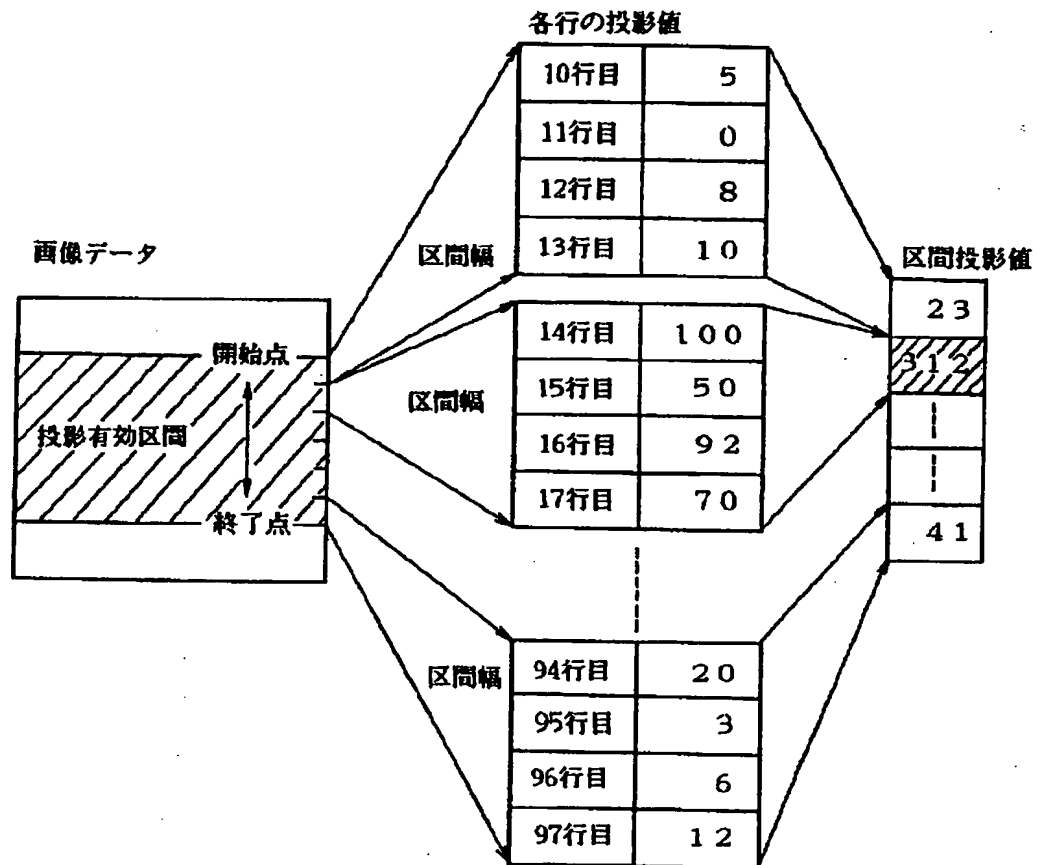 各行の投影値
10行目 5
11行目 0
12行目 8
13行目 10
画像データ
区間幅
区間投影値
23
312
41
開始点
投影有効区間
終了点
区間幅
14行目 100
15行目 50
16行目 92
17行目 70
区間幅
94行目 20
95行目 3
96行目 6
97行目 12